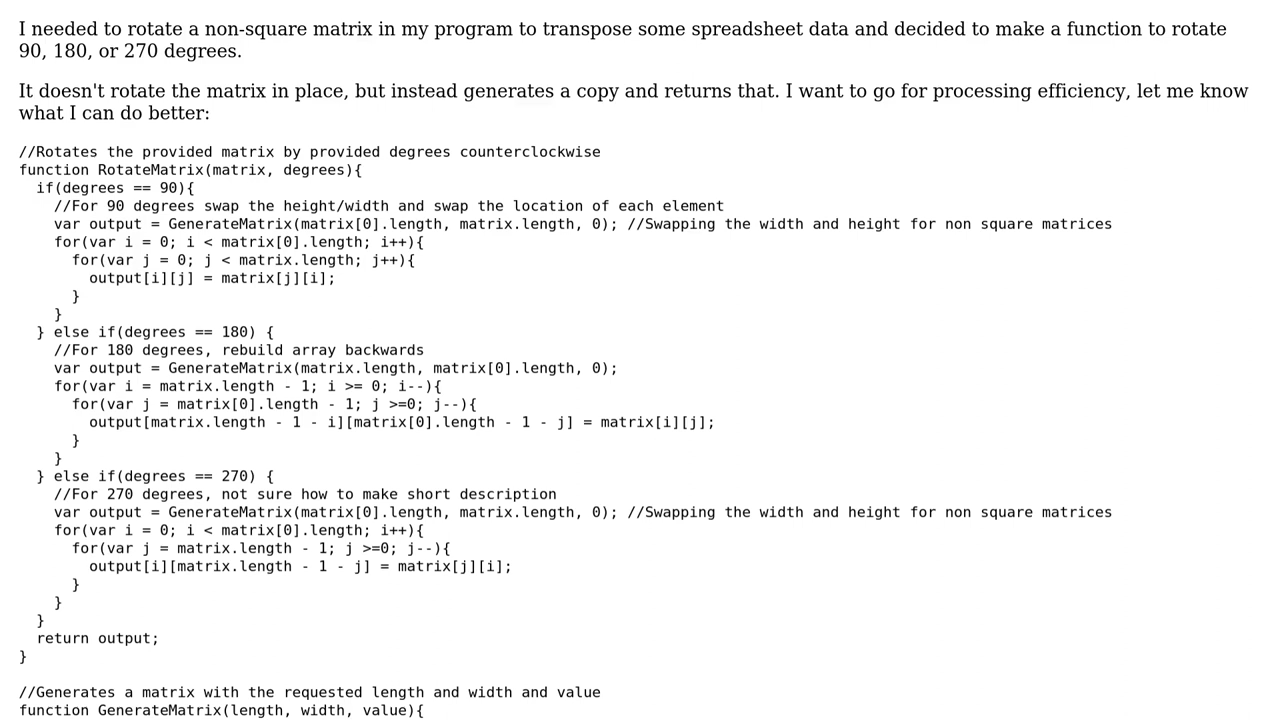 I needed to rotate a non-square matrix in my program to transpose some spreadsheet data and decided to make a function to rotate
90, 180, or 270 degrees.
It doesn't rotate the matrix in place, but instead generates a copy and returns that. I want to go for processing efficiency, let me know
what I can do better:
//Rotates the provided matrix by provided degrees counterclockwise
function RotateMatrix(matrix, degrees){
  if(degrees == 90){
    //For 90 degrees swap the height/width and swap the location of each element
    var output = GenerateMatrix(matrix[0].length, matrix.length, 0); //Swapping the width and height for non square matrices
    for(var i = 0; i < matrix[0].length; i++){
      for(var j = 0; j < matrix.length; j++){
        output[i][j] = matrix[j][i];
      }
    }
  } else if(degrees == 180) {
    //For 180 degrees, rebuild array backwards
    var output = GenerateMatrix(matrix.length, matrix[0].length, 0);
    for(var i = matrix.length - 1; i >= 0; i--){
      for(var j = matrix[0].length - 1; j >=0; j--){
        output[matrix.length - 1 - i][matrix[0].length - 1 - j] = matrix[i][j];
      }
    }
  } else if(degrees == 270) {
    //For 270 degrees, not sure how to make short description
    var output = GenerateMatrix(matrix[0].length, matrix.length, 0); //Swapping the width and height for non square matrices
    for(var i = 0; i < matrix[0].length; i++){
      for(var j = matrix.length - 1; j >=0; j--){
        output[i][matrix.length - 1 - j] = matrix[j][i];
      }
    }
  }
  return output;
}
//Generates a matrix with the requested length and width and value
function GenerateMatrix(length, width, value){